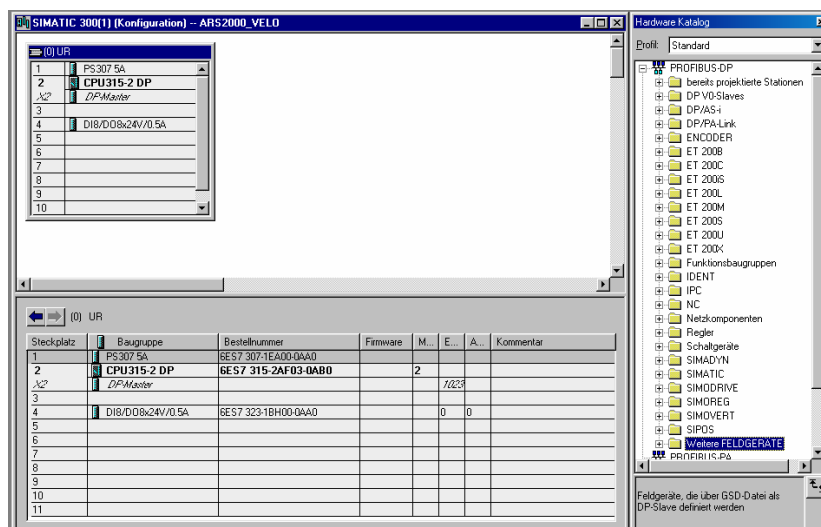 SIMATIC 300(1) (Konfiguration) -- ARS2000_VELO
(0) UR
1 PS307 5A
2 CPU315-2 DP
X2 DP-Master
3
4 DI8/DO8x24V/0.5A
5
6
7
8
9
10
(0) UR
Steckplatz Baugruppe Bestellnummer Firmware M... E... A... Kommentar
1 PS307 5A 6ES7 307-1EA00-0AA0
2 CPU315-2 DP 6ES7 315-2AF03-0AB0 2
X2 DP-Master 1023
3
4 DI8/DO8x24V/0.5A 6ES7 323-1BH00-0AA0 0 0
5
6
7
8
9
10
11
Hardware Katalog
Profil: Standard
PROFIBUS-DP
bereits projektierte Stationen
DP V0-Slaves
DP/AS-i
DP/PA-Link
ENCODER
ET 200B
ET 200C
ET 200iS
ET 200L
ET 200M
ET 200S
ET 200U
ET 200X
Funktionsbaugruppen
IDENT
IPC
NC
Netzkomponenten
Regler
Schaltgeräte
SIMADYN
SIMATIC
SIMODRIVE
SIMOREG
SIMOVERT
SIPOS
Weitere FELDGERÄTE
PROFIBUS-PA
Feldgeräte, die über GSD-Datei als
DP-Slave definiert werden